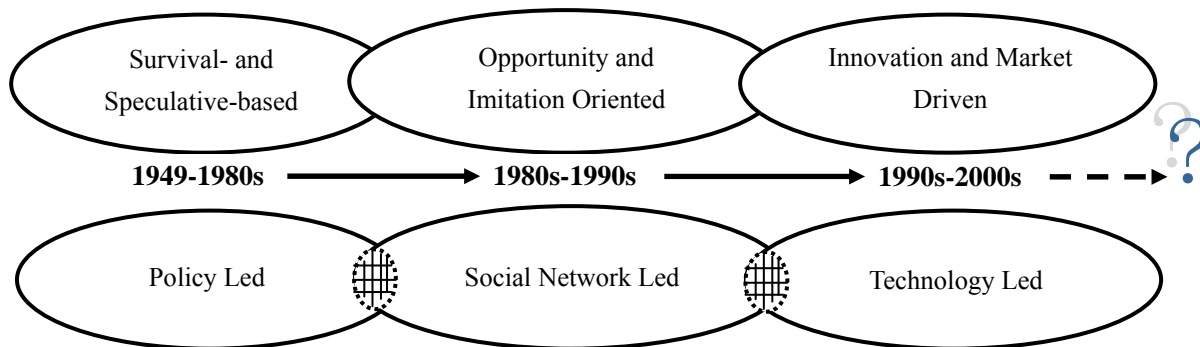 Survival- and
Speculative-based
Opportunity and
Imitation Oriented
Innovation and Market
Driven
1949-1980s
1980s-1990s
1990s-2000s
??
Policy Led
Social Network Led
Technology Led